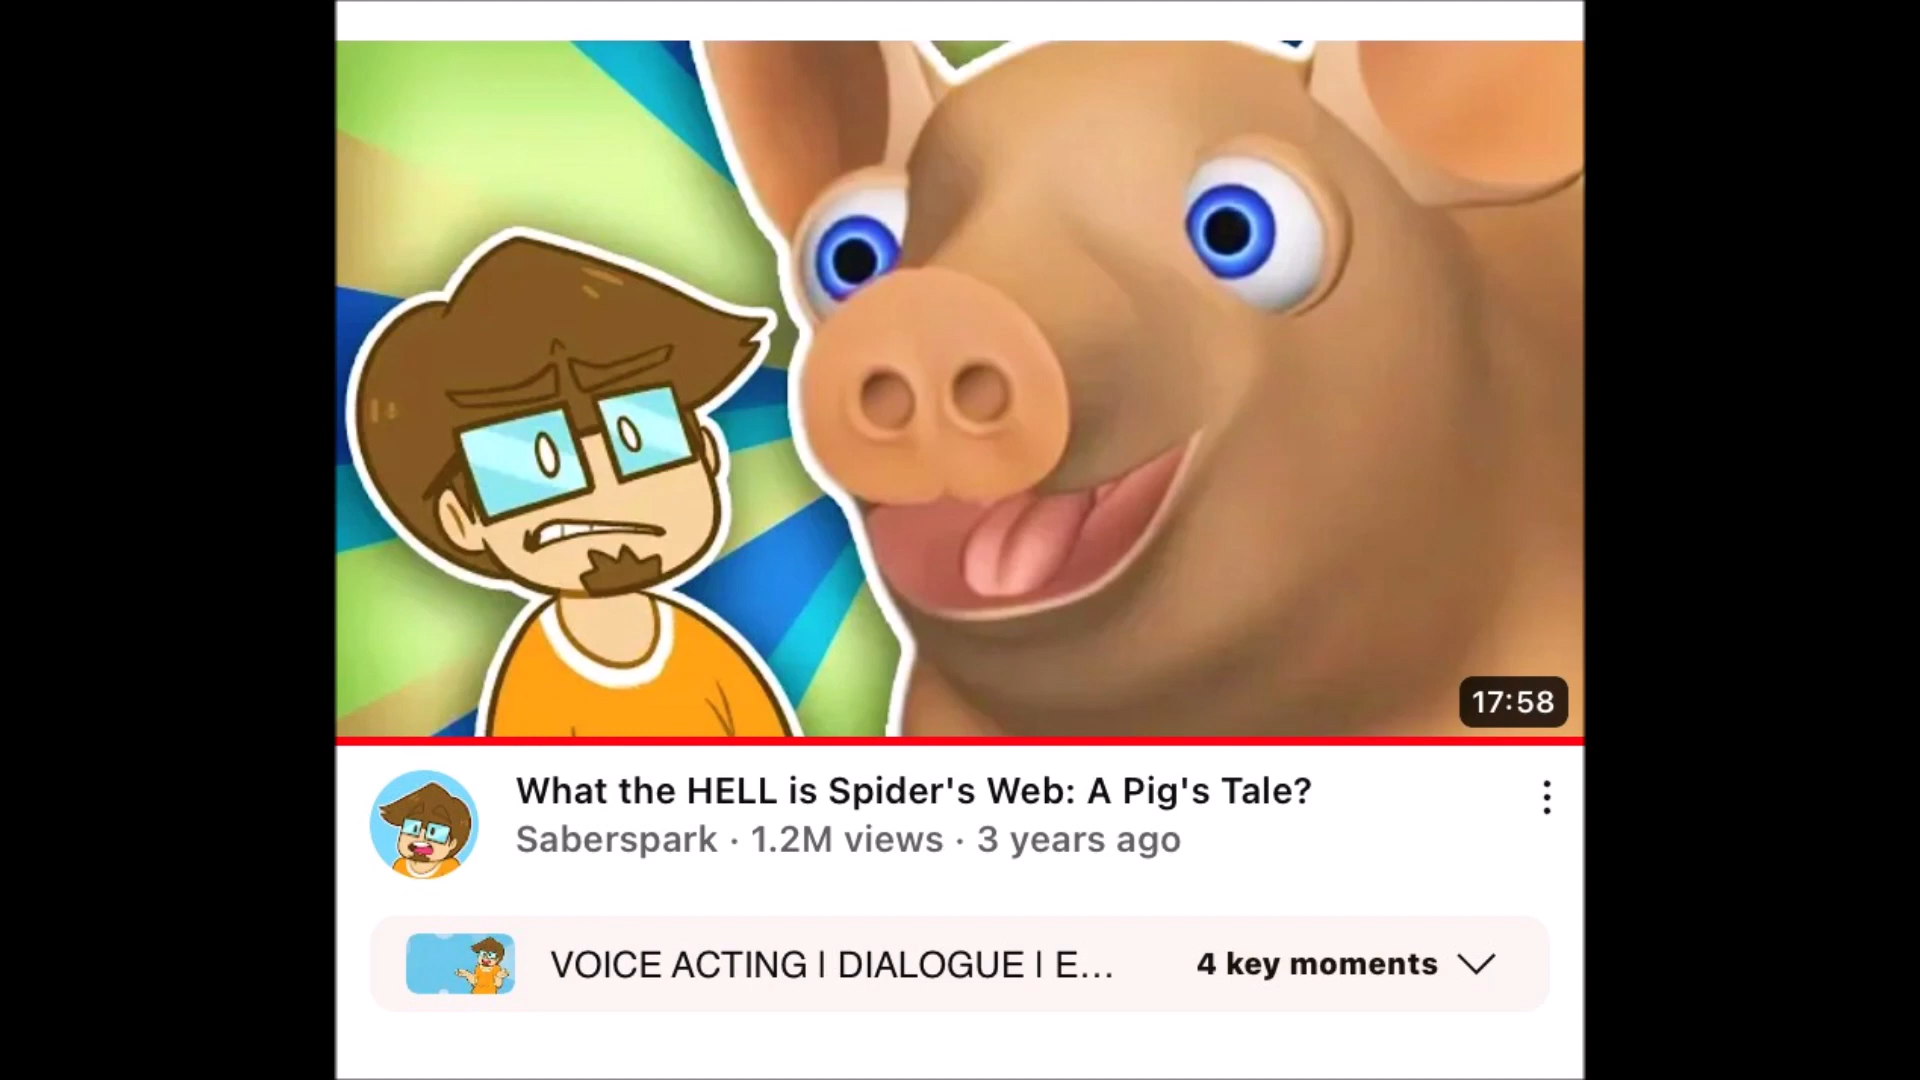 17:58
What the HELL is Spider's Web: A Pig's Tale?
Saberspark · 1.2M views · 3 years ago
VOICE ACTING | DIALOGUE | E... 4 key moments